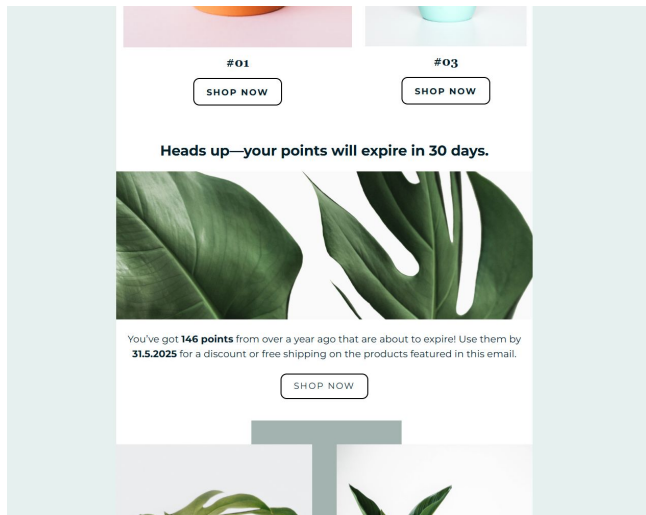 #01
#03
SHOP NOW
SHOP NOW
Heads up—your points will expire in 30 days.
You’ve got 146 points from over a year ago that are about to expire! Use them by
31.5.2025 for a discount or free shipping on the products featured in this email.
SHOP NOW